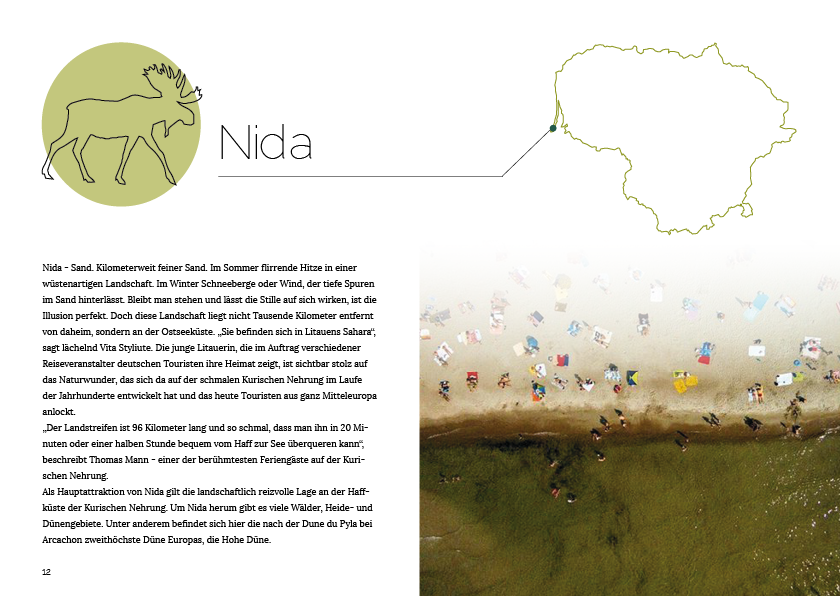 Nida
Nida – Sand. Kilometerweit feiner Sand. Im Sommer flirrende Hitze in einer
wüstenartigen Landschaft. Im Winter Schneeberge oder Wind, der tiefe Spuren
im Sand hinterlässt. Bleibt man stehen und lässt die Stille auf sich wirken, ist die
Illusion perfekt. Doch diese Landschaft liegt nicht Tausende Kilometer entfernt
von daheim, sondern an der Ostseeküste. „Sie befinden sich in Litauens Sahara“,
sagt lächelnd Vita Styliute. Die junge Litauerin, die im Auftrag verschiedener
Reiseveranstalter deutschen Touristen ihre Heimat zeigt, ist sichtbar stolz auf
das Naturwunder, das sich da auf der schmalen Kurischen Nehrung im Laufe
der Jahrhunderte entwickelt hat und das heute Touristen aus ganz Mitteleuropa
anlockt.
„Der Landstreifen ist 96 Kilometer lang und so schmal, dass man ihn in 20 Mi-
nuten oder einer halben Stunde bequem vom Haff zur See überqueren kann“,
beschreibt Thomas Mann – einer der berühmtesten Feriengäste auf der Kuri-
schen Nehrung.
Als Hauptattraktion von Nida gilt die landschaftlich reizvolle Lage an der Haff-
küste der Kurischen Nehrung. Um Nida herum gibt es viele Wälder, Heide- und
Dünengebiete. Unter anderem befindet sich hier die nach der Dune du Pyla bei
Arcachon zweithöchste Düne Europas, die Hohe Düne.
12